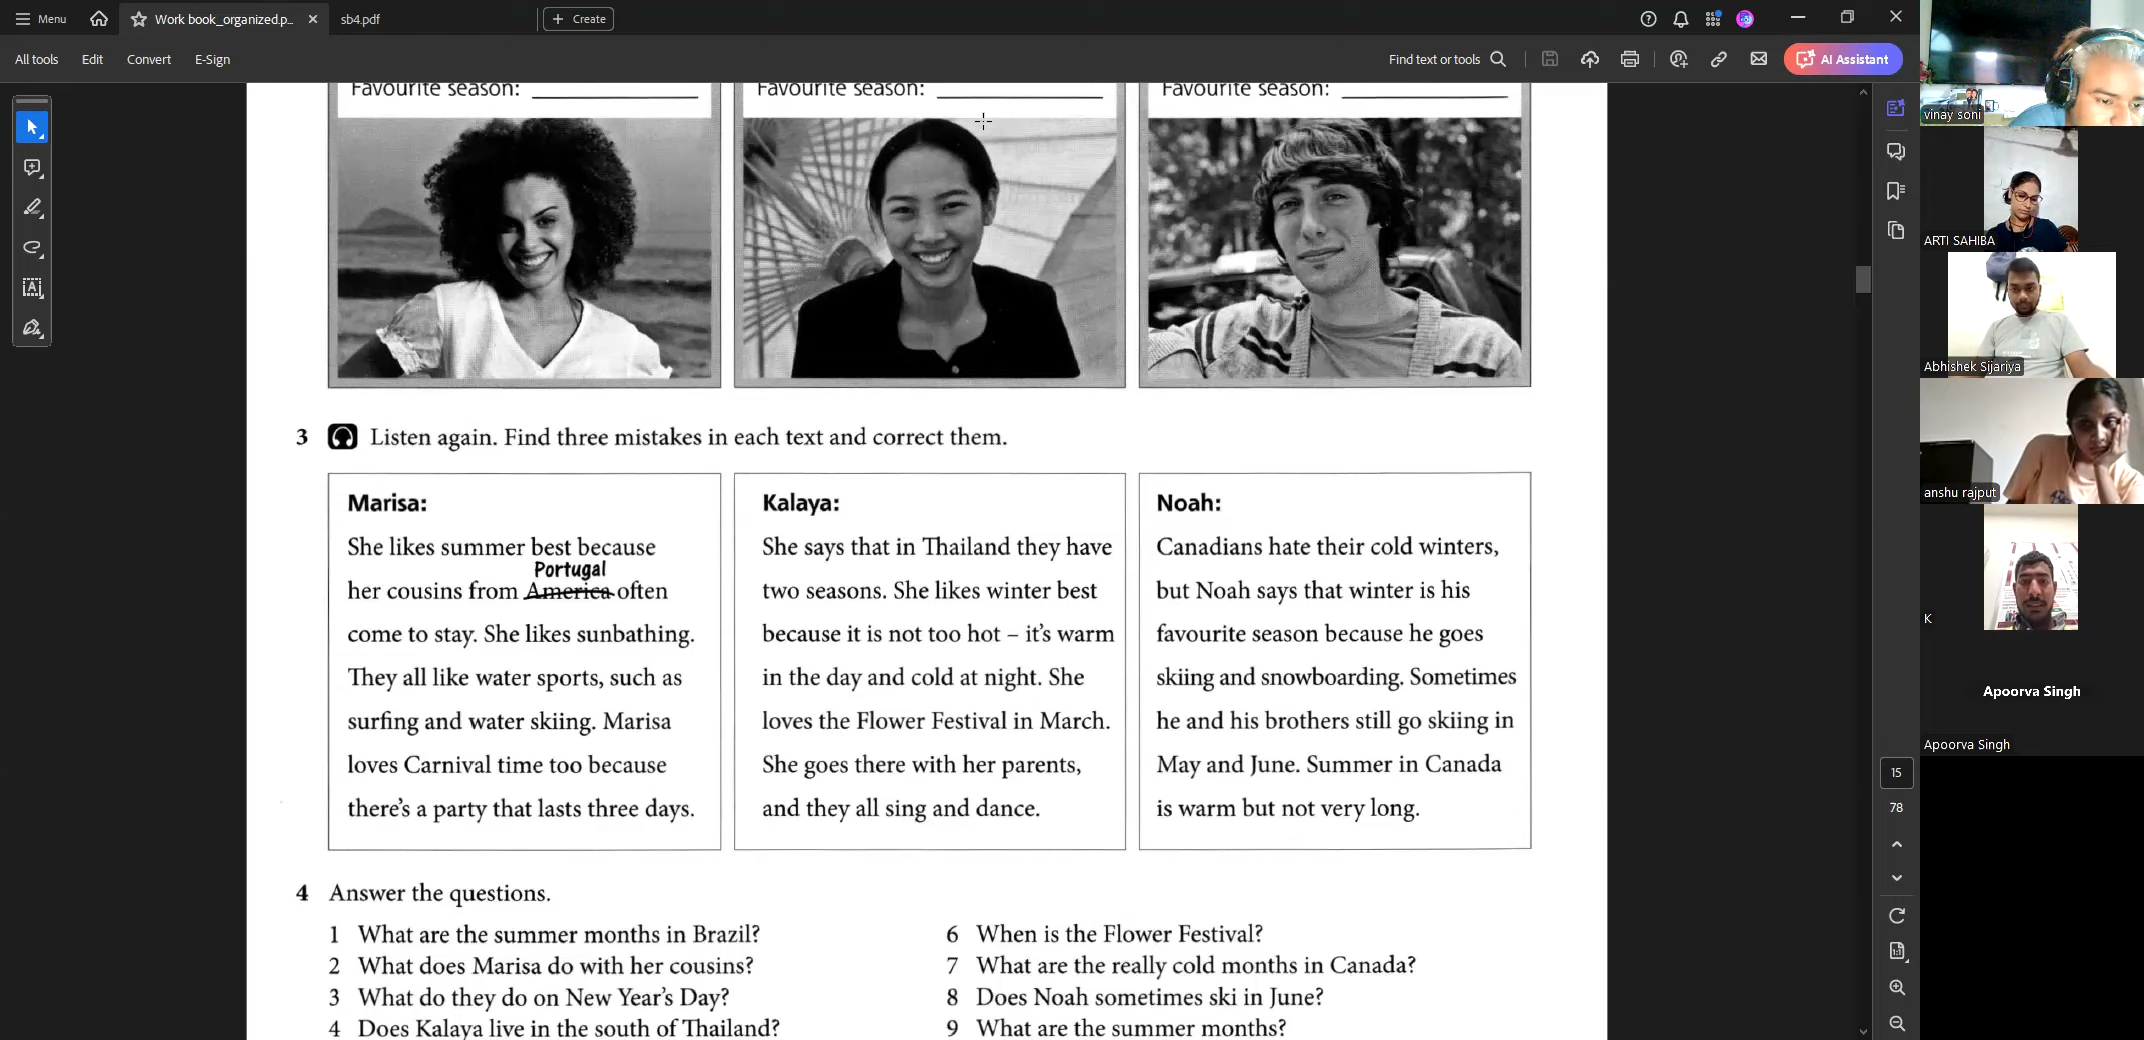 Menu
Work book_organized.p...
sb4.pdf
Create
All tools
Edit
Convert
E-Sign
Find text or tools
AI Assistant
Favourite season:
Favourite season:
Favourite season:
3 Listen again. Find three mistakes in each text and correct them.
Marisa:
She likes summer best because
Portugal
her cousins from America often
come to stay. She likes sunbathing.
They all like water sports, such as
surfing and water skiing. Marisa
loves Carnival time too because
there's a party that lasts three days.
Kalaya:
She says that in Thailand they have
two seasons. She likes winter best
because it is not too hot – it's warm
in the day and cold at night. She
loves the Flower Festival in March.
She goes there with her parents,
and they all sing and dance.
Noah:
Canadians hate their cold winters,
but Noah says that winter is his
favourite season because he goes
skiing and snowboarding. Sometimes
he and his brothers still go skiing in
May and June. Summer in Canada
is warm but not very long.
4 Answer the questions.
1 What are the summer months in Brazil?
2 What does Marisa do with her cousins?
3 What do they do on New Year's Day?
4 Does Kalaya live in the south of Thailand?
6 When is the Flower Festival?
7 What are the really cold months in Canada?
8 Does Noah sometimes ski in June?
9 What are the summer months?
15
78
vinay soni
ARTI SAHIBA
Abhishek Sijariya
anshu rajput
K
Apoorva Singh
Apoorva Singh